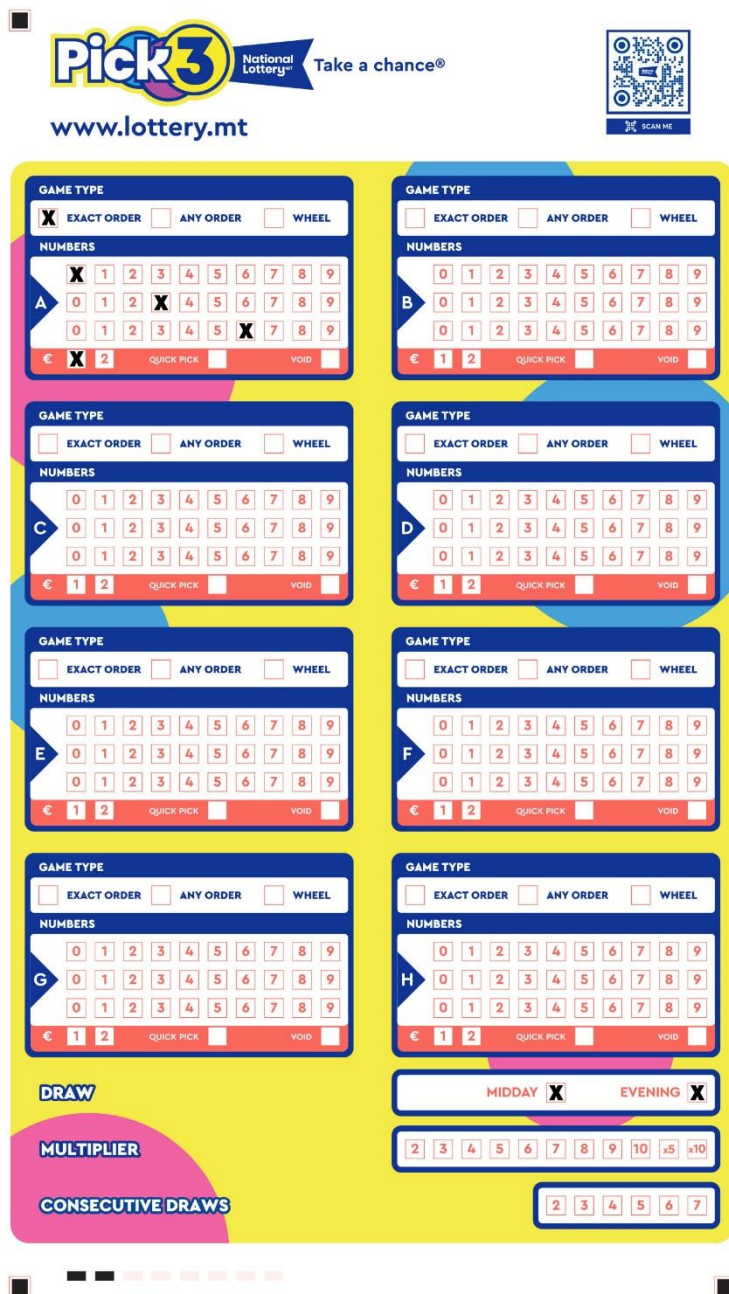 Pick3 National Lottery MT Take a chance®
www.lottery.mt
SCAN ME
GAME TYPE
X EXACT ORDER ANY ORDER WHEEL
NUMBERS
X 1 2 3 4 5 6 7 8 9
A 0 1 2 X 4 5 6 7 8 9
0 1 2 3 4 5 X 7 8 9
€ X 2 QUICK PICK VOID
GAME TYPE
EXACT ORDER ANY ORDER WHEEL
NUMBERS
0 1 2 3 4 5 6 7 8 9
B 0 1 2 3 4 5 6 7 8 9
0 1 2 3 4 5 6 7 8 9
€ 1 2 QUICK PICK VOID
GAME TYPE
EXACT ORDER ANY ORDER WHEEL
NUMBERS
0 1 2 3 4 5 6 7 8 9
C 0 1 2 3 4 5 6 7 8 9
0 1 2 3 4 5 6 7 8 9
€ 1 2 QUICK PICK VOID
GAME TYPE
EXACT ORDER ANY ORDER WHEEL
NUMBERS
0 1 2 3 4 5 6 7 8 9
D 0 1 2 3 4 5 6 7 8 9
0 1 2 3 4 5 6 7 8 9
€ 1 2 QUICK PICK VOID
GAME TYPE
EXACT ORDER ANY ORDER WHEEL
NUMBERS
0 1 2 3 4 5 6 7 8 9
E 0 1 2 3 4 5 6 7 8 9
0 1 2 3 4 5 6 7 8 9
€ 1 2 QUICK PICK VOID
GAME TYPE
EXACT ORDER ANY ORDER WHEEL
NUMBERS
0 1 2 3 4 5 6 7 8 9
F 0 1 2 3 4 5 6 7 8 9
0 1 2 3 4 5 6 7 8 9
€ 1 2 QUICK PICK VOID
GAME TYPE
EXACT ORDER ANY ORDER WHEEL
NUMBERS
0 1 2 3 4 5 6 7 8 9
G 0 1 2 3 4 5 6 7 8 9
0 1 2 3 4 5 6 7 8 9
€ 1 2 QUICK PICK VOID
GAME TYPE
EXACT ORDER ANY ORDER WHEEL
NUMBERS
0 1 2 3 4 5 6 7 8 9
H 0 1 2 3 4 5 6 7 8 9
0 1 2 3 4 5 6 7 8 9
€ 1 2 QUICK PICK VOID
DRAW MIDDAY X EVENING X
MULTIPLIER 2 3 4 5 6 7 8 9 10 x5 x10
CONSECUTIVE DRAWS 2 3 4 5 6 7